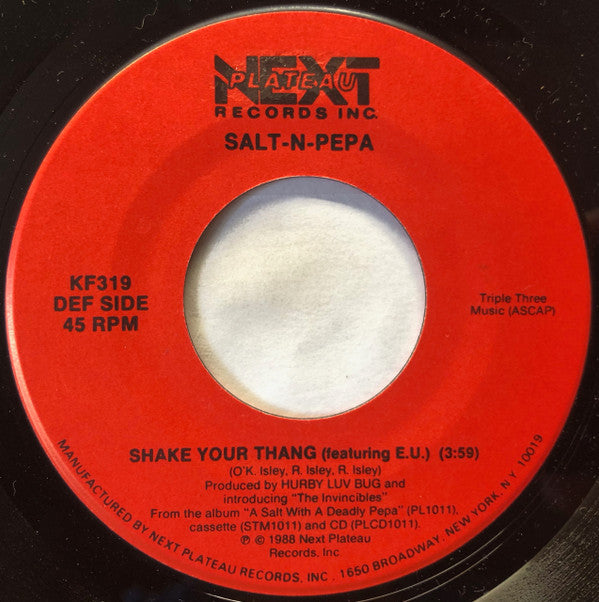 NEXT
PLATEAU
RECORDS INC.
SALT-N-PEPA
KF319
DEF SIDE
45 RPM
Triple Three
Music (ASCAP)
SHAKE YOUR THANG (featuring E.U.) (3:59)
(O'K. Isley, R. Isley, R. Isley)
Produced by HURBY LUV BUG and
introducing "The Invincibles"
From the album "A Salt With A Deadly Pepa" (PL1011),
cassette (STM1011) and CD (PLCD1011).
℗ © 1988 Next Plateau
Records, Inc
MANUFACTURED BY NEXT PLATEAU RECORDS, INC. 1650 BROADWAY, NEW YORK, N.Y. 10019